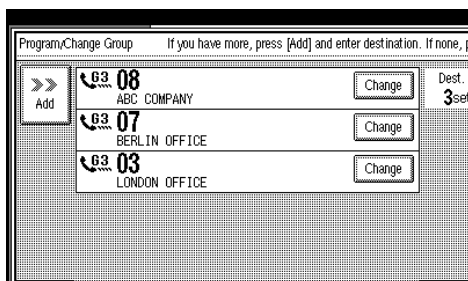 Program/Change Group If you have more, press [Add] and enter destination. If none, p
>> Add
G3 08 Change
ABC COMPANY
G3 07 Change
BERLIN OFFICE
G3 03 Change
LONDON OFFICE
Dest.
3set